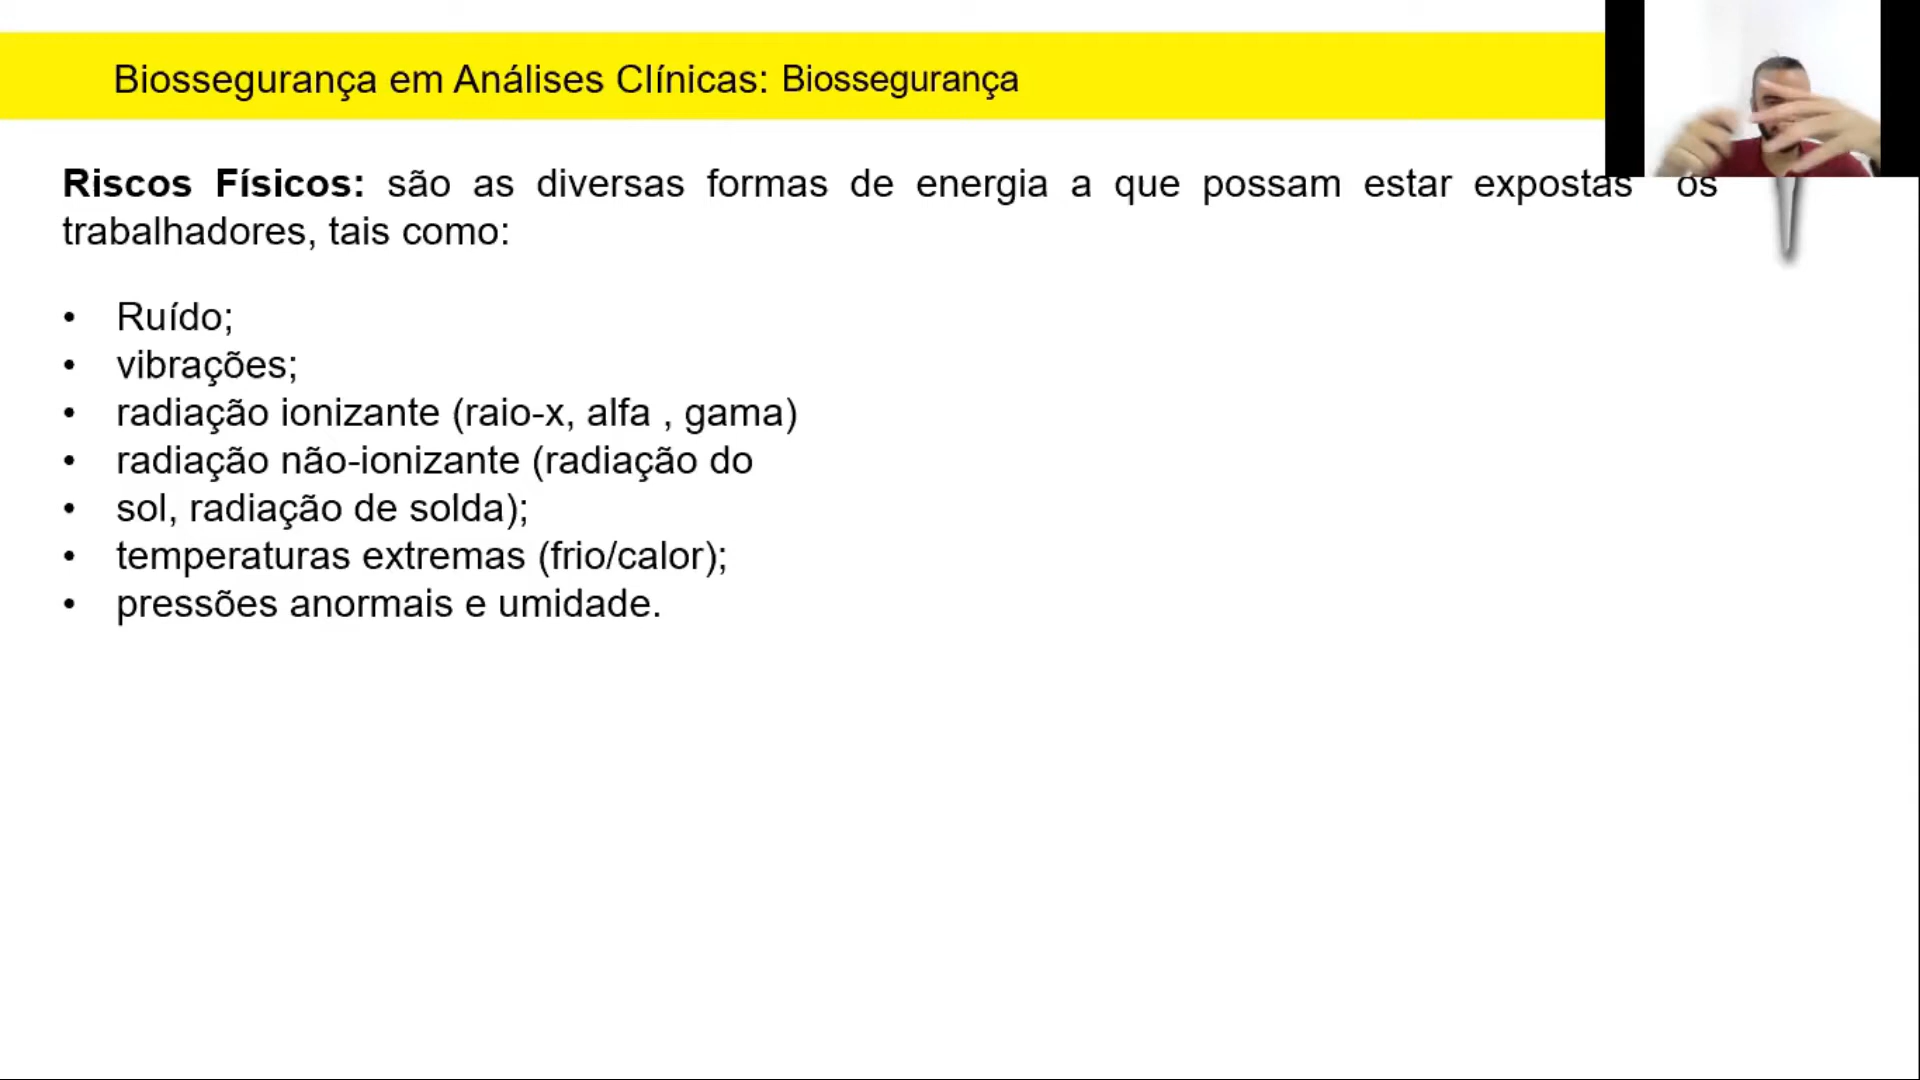 Biossegurança em Análises Clínicas: Biossegurança
Riscos Físicos: são as diversas formas de energia a que possam estar expostas os
trabalhadores, tais como:
• Ruído;
• vibrações;
• radiação ionizante (raio-x, alfa , gama)
• radiação não-ionizante (radiação do
• sol, radiação de solda);
• temperaturas extremas (frio/calor);
• pressões anormais e umidade.